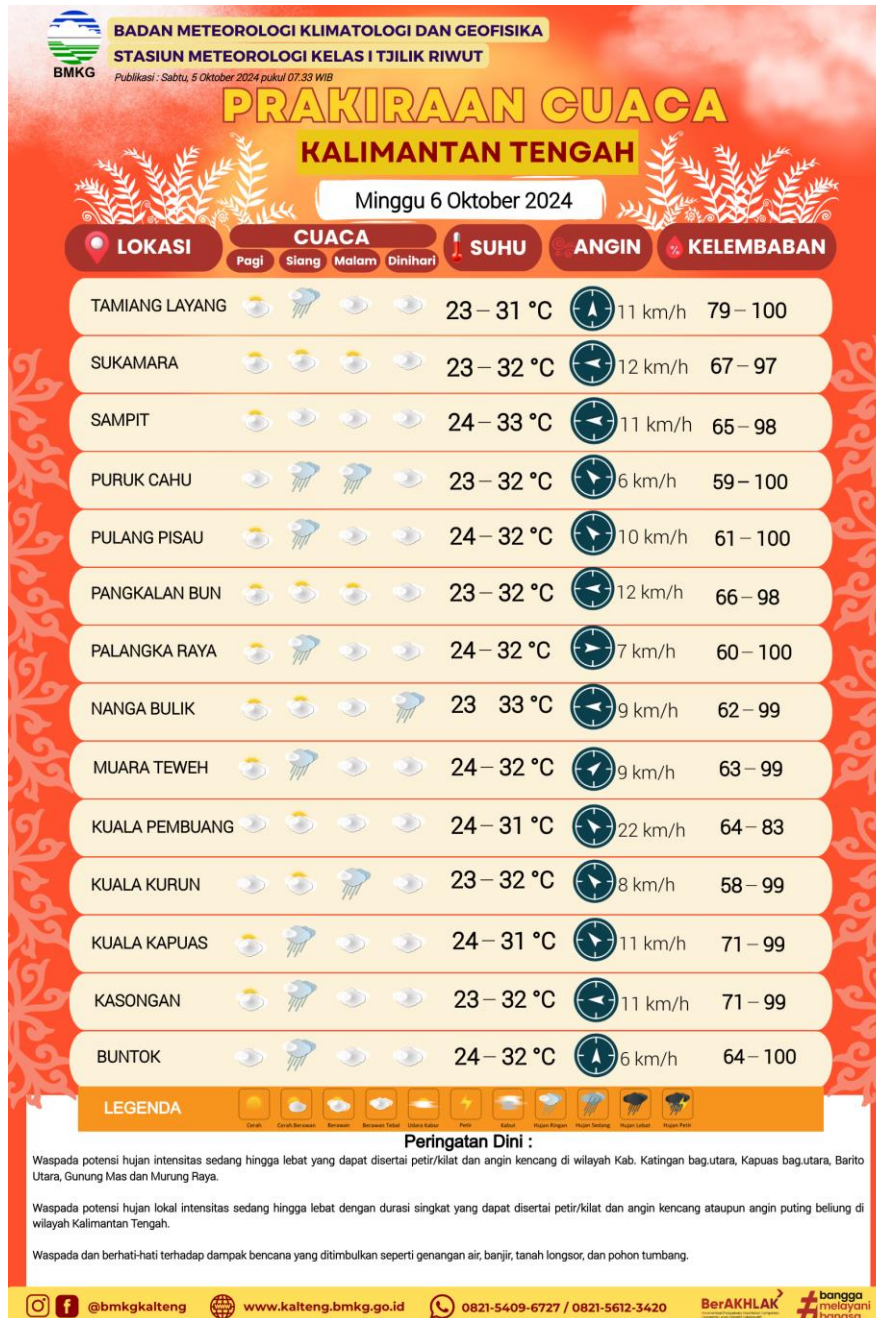 BADAN METEOROLOGI KLIMATOLOGI DAN GEOFISIKA
STASIUN METEOROLOGI KELAS I TJILIK RIWUT
BMKG
Publikasi : Sabtu, 5 Oktober 2024 pukul 07.33 WIB
PRAKIRAAN CUACA
KALIMANTAN TENGAH
Minggu 6 Oktober 2024
LOKASI CUACA SUHU ANGIN % KELEMBABAN
Pagi Siang Malam Dinihari
TAMIANG LAYANG 23 – 31 °C 11 km/h 79 – 100
SUKAMARA 23 – 32 °C 12 km/h 67 – 97
SAMPIT 24 – 33 °C 11 km/h 65 – 98
PURUK CAHU 23 – 32 °C 6 km/h 59 – 100
PULANG PISAU 24 – 32 °C 10 km/h 61 – 100
PANGKALAN BUN 23 – 32 °C 12 km/h 66 – 98
PALANGKA RAYA 24 – 32 °C 7 km/h 60 – 100
NANGA BULIK 23 33 °C 9 km/h 62 – 99
MUARA TEWEH 24 – 32 °C 9 km/h 63 – 99
KUALA PEMBUANG 24 – 31 °C 22 km/h 64 – 83
KUALA KURUN 23 – 32 °C 8 km/h 58 – 99
KUALA KAPUAS 24 – 31 °C 11 km/h 71 – 99
KASONGAN 23 – 32 °C 11 km/h 71 – 99
BUNTOK 24 – 32 °C 6 km/h 64 – 100
LEGENDA
Cerah Cerah Berawan Berawan Berawan Tebal Udara Kabur Petir Kabut Hujan Ringan Hujan Sedang Hujan Lebat Hujan Petir
Peringatan Dini :
Waspada potensi hujan intensitas sedang hingga lebat yang dapat disertai petir/kilat dan angin kencang di wilayah Kab. Katingan bag.utara, Kapuas bag.utara, Barito
Utara, Gunung Mas dan Murung Raya.
Waspada potensi hujan lokal intensitas sedang hingga lebat dengan durasi singkat yang dapat disertai petir/kilat dan angin kencang ataupun angin puting beliung di
wilayah Kalimantan Tengah.
Waspada dan berhati-hati terhadap dampak bencana yang ditimbulkan seperti genangan air, banjir, tanah longsor, dan pohon tumbang.
@bmkgkalteng www.kalteng.bmkg.go.id 0821-5409-6727 / 0821-5612-3420 BerAKHLAK #bangga
melayani
bangsa